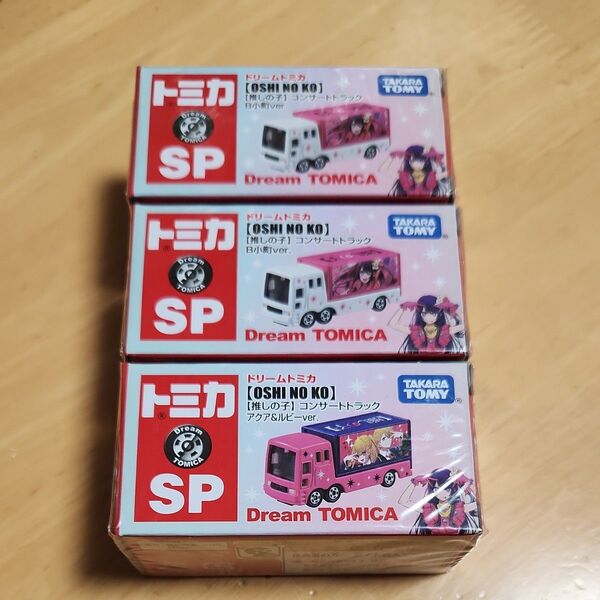 トミカ
Dream
TOMICA
SP
ドリームトミカ
【OSHI NO KO】
【推しの子】コンサートトラック
B小町ver.
TAKARA
TOMY
Dream TOMICA
トミカ
Dream
TOMICA
SP
ドリームトミカ
【OSHI NO KO】
【推しの子】コンサートトラック
B小町ver.
TAKARA
TOMY
Dream TOMICA
トミカ
Dream
TOMICA
SP
ドリームトミカ
【OSHI NO KO】
【推しの子】コンサートトラック
アクア&ルビーver.
TAKARA
TOMY
Dream TOMICA